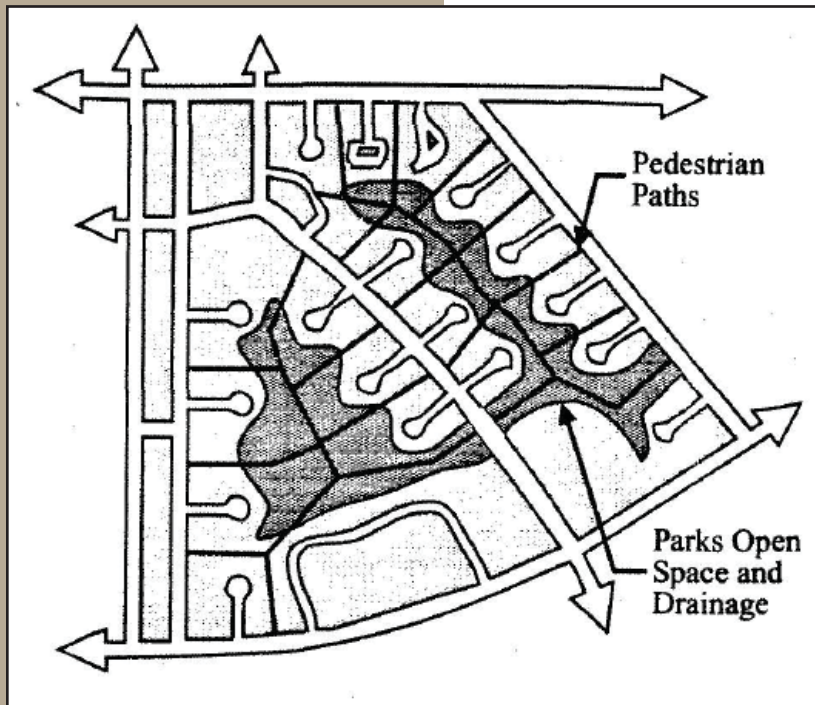 Pedestrian
Paths
Parks Open
Space and
Drainage